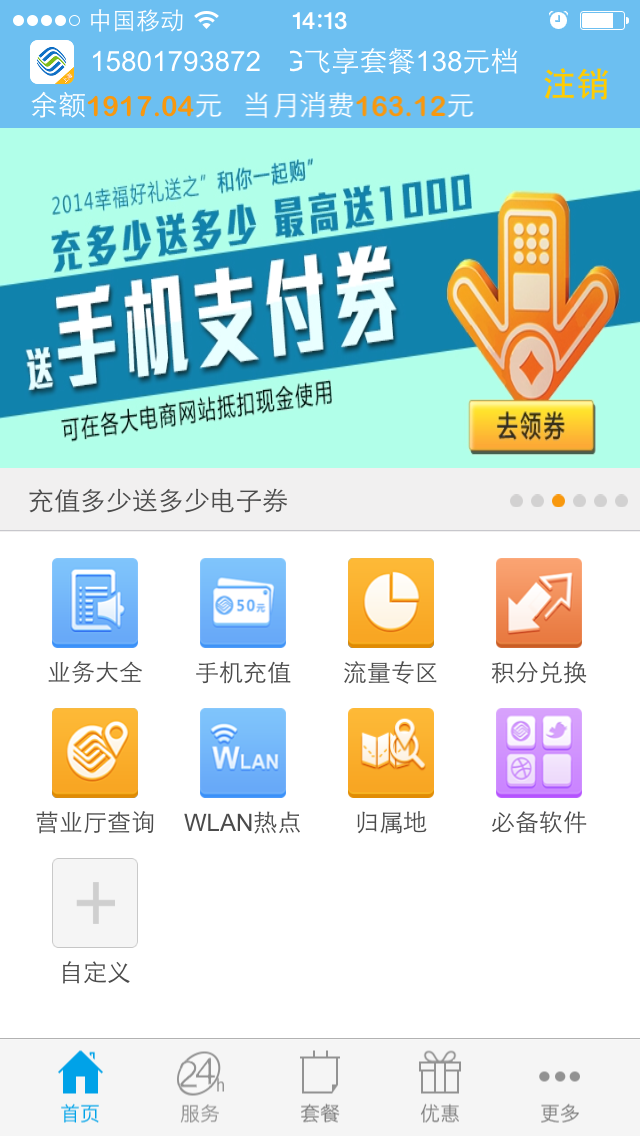 中国移动 14:13
15801793872 G飞享套餐138元档
注销
余额1917.04元 当月消费163.12元
2014幸福好礼送之"和你一起购"
充多少送多少 最高送1000
送手机支付券
可在各大电商网站抵扣现金使用
去领券
充值多少送多少电子券
50元
业务大全 手机充值 流量专区 积分兑换
WLAN
营业厅查询 WLAN热点 归属地 必备软件
自定义
24h
首页 服务 套餐 优惠 更多